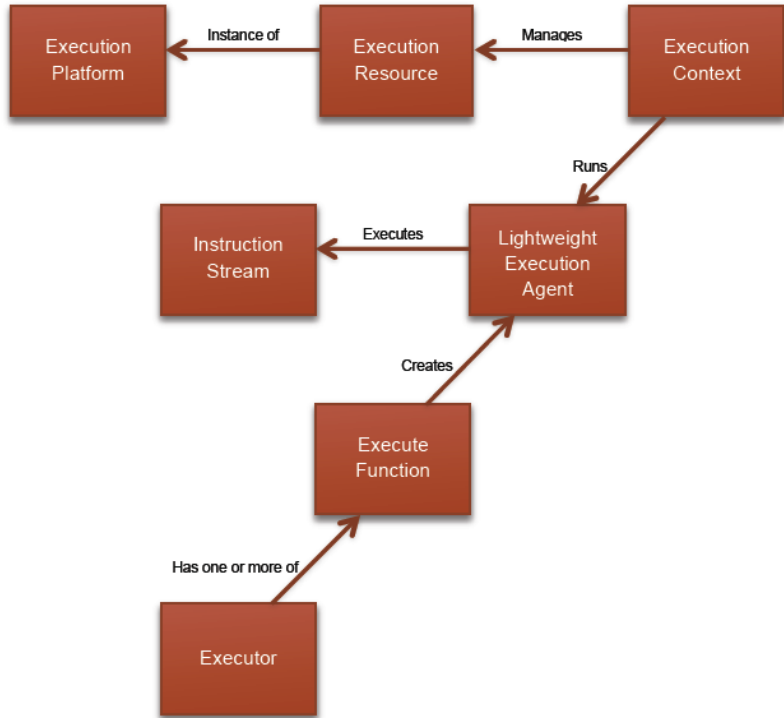 Execution
Platform
Instance of
Execution
Resource
Manages
Execution
Context
Runs
Instruction
Stream
Executes
Lightweight
Execution
Agent
Creates
Execute
Function
Has one or more of
Executor